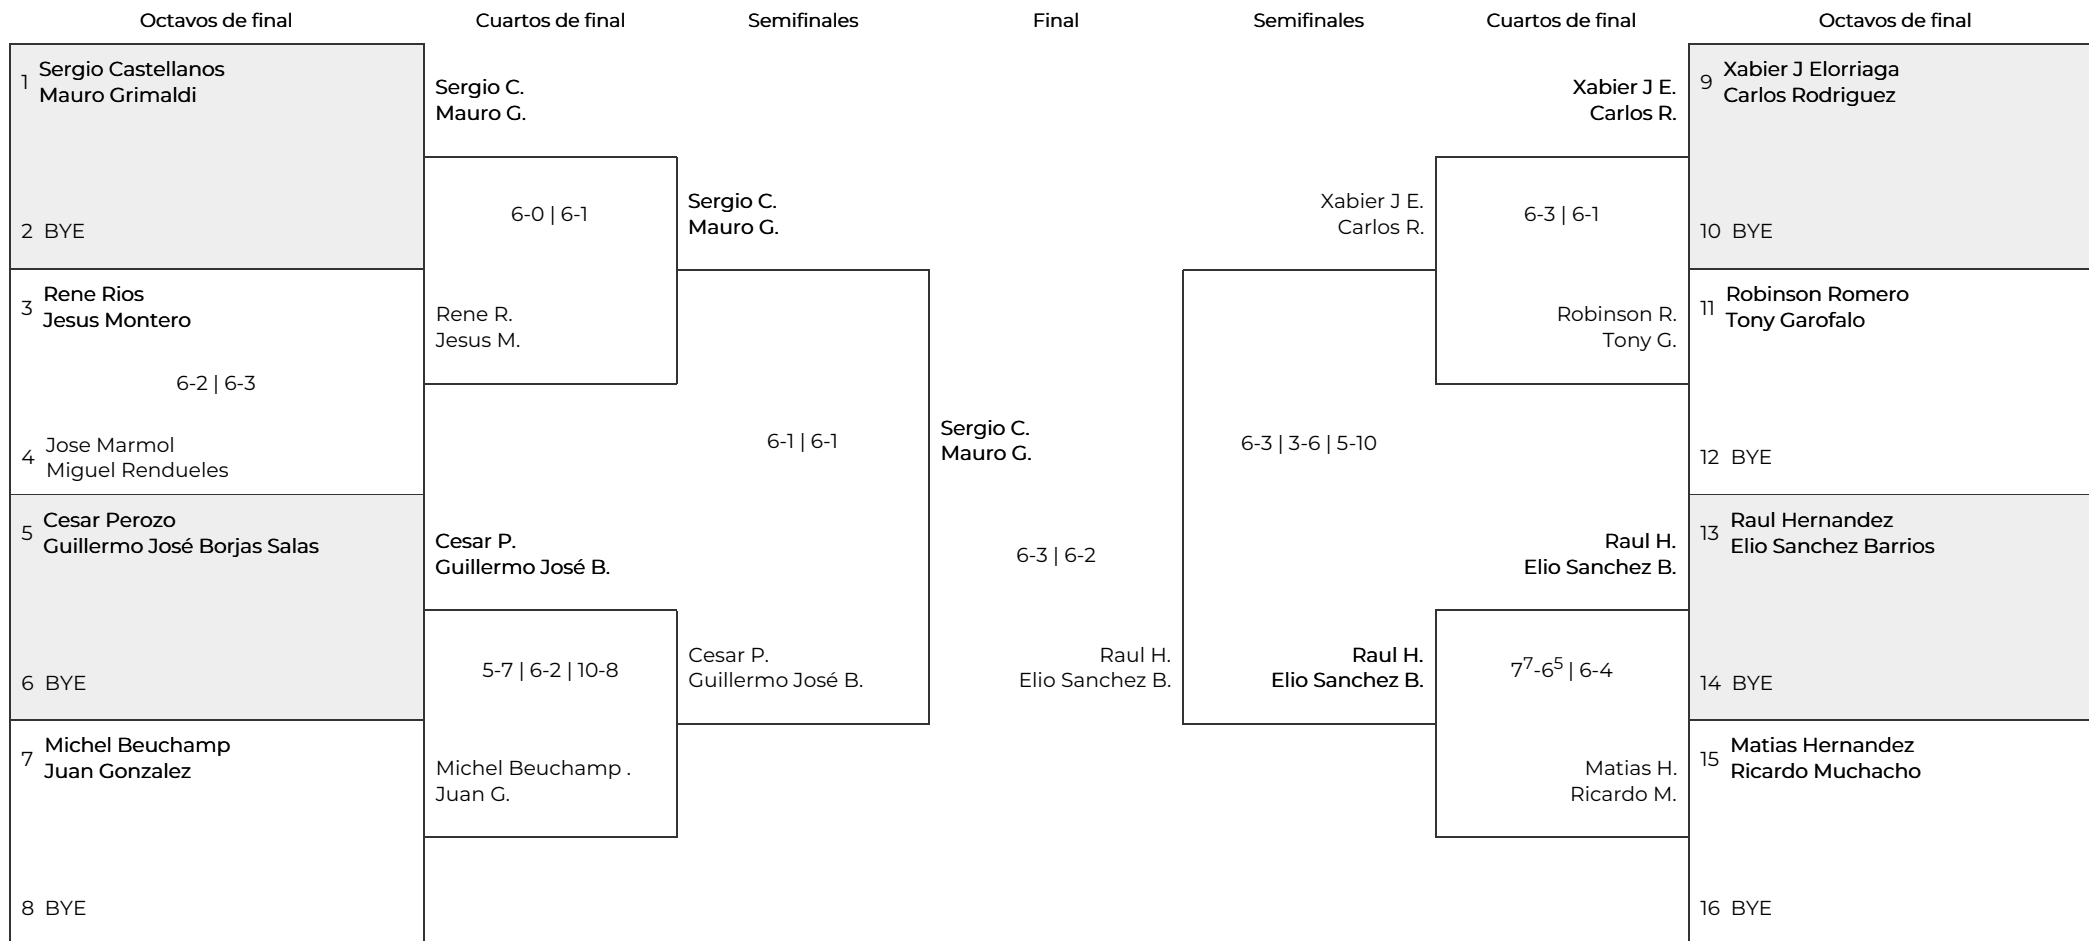 Octavos de final
Cuartos de final
Semifinales
Final
Semifinales
Cuartos de final
Octavos de final
1 Sergio Castellanos
Mauro Grimaldi
2 BYE
3 Rene Rios
Jesus Montero
6-2 | 6-3
4 Jose Marmol
Miguel Rendueles
5 Cesar Perozo
Guillermo José Borjas Salas
6 BYE
7 Michel Beuchamp
Juan Gonzalez
8 BYE
Sergio C.
Mauro G.
6-0 | 6-1
Rene R.
Jesus M.
Cesar P.
Guillermo José B.
5-7 | 6-2 | 10-8
Michel Beuchamp .
Juan G.
Sergio C.
Mauro G.
6-1 | 6-1
Cesar P.
Guillermo José B.
Sergio C.
Mauro G.
6-3 | 6-2
Raul H.
Elio Sanchez B.
Xabier J E.
Carlos R.
6-3 | 3-6 | 5-10
Raul H.
Elio Sanchez B.
Xabier J E.
Carlos R.
6-3 | 6-1
Robinson R.
Tony G.
Raul H.
Elio Sanchez B.
7⁷-6⁵ | 6-4
Matias H.
Ricardo M.
9 Xabier J Elorriaga
Carlos Rodriguez
10 BYE
11 Robinson Romero
Tony Garofalo
12 BYE
13 Raul Hernandez
Elio Sanchez Barrios
14 BYE
15 Matias Hernandez
Ricardo Muchacho
16 BYE